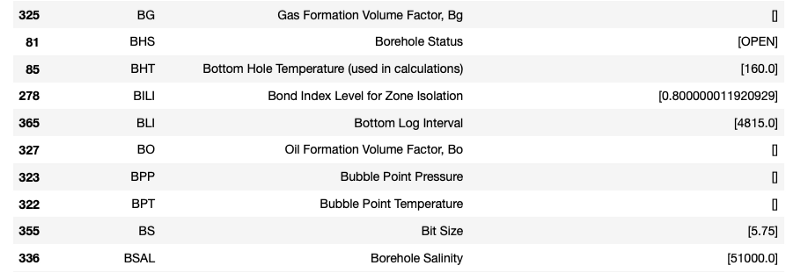 325 BG Gas Formation Volume Factor, Bg []
81 BHS Borehole Status [OPEN]
85 BHT Bottom Hole Temperature (used in calculations) [160.0]
278 BILI Bond Index Level for Zone Isolation [0.800000011920929]
365 BLI Bottom Log Interval [4815.0]
327 BO Oil Formation Volume Factor, Bo []
323 BPP Bubble Point Pressure []
322 BPT Bubble Point Temperature []
355 BS Bit Size [5.75]
336 BSAL Borehole Salinity [51000.0]